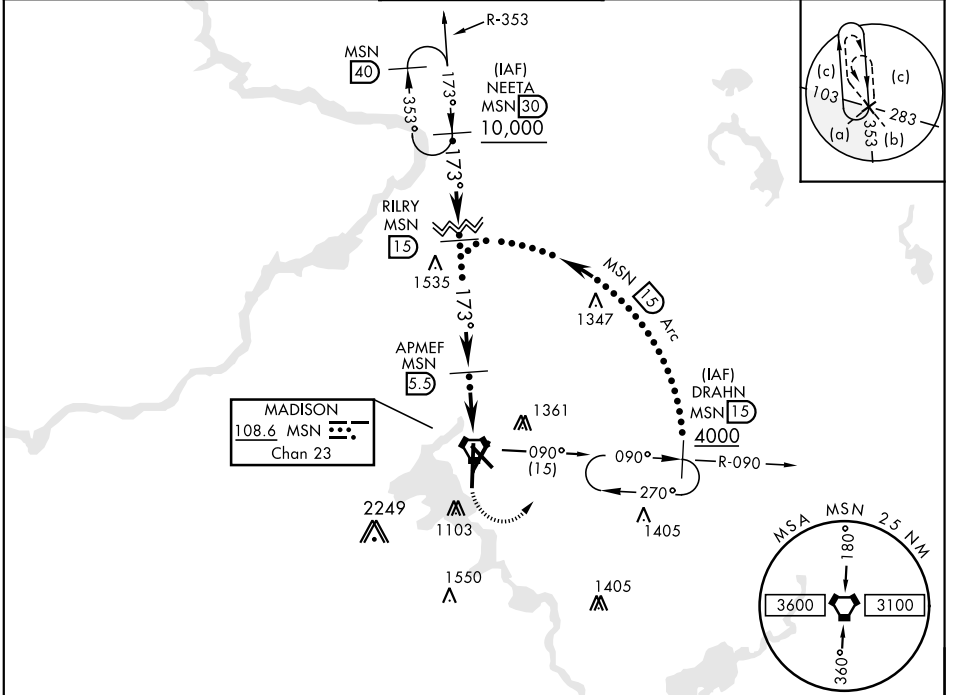 R-353
MSN
40
173°
353°
(IAF)
NEETA
MSN 30
10,000
173°
(c)
(c)
103
283
(a)
353
(b)
RILRY
MSN
15
1535
173°
MSN 15 Arc
1347
APMEF
MSN
5.5
(IAF)
DRAHN
MSN 15
4000
MADISON
108.6 MSN
Chan 23
1361
090°
(15)
090°
R-090
270°
2249
1103
1405
1550
1405
MSA MSN 25 NM
180°
3600
3100
360°